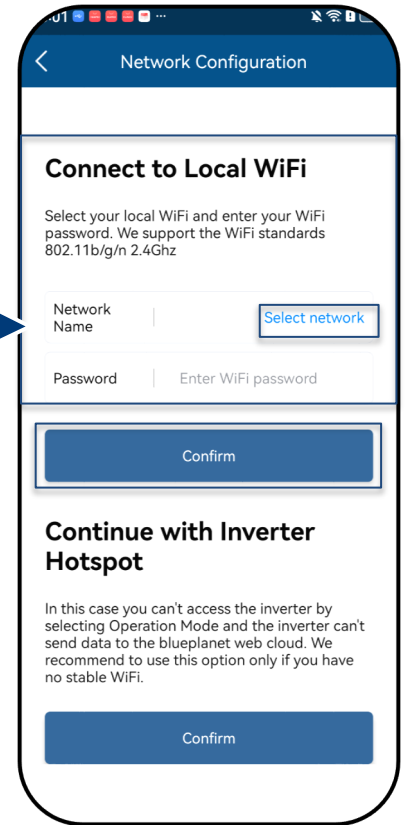 :01
Network Configuration
Connect to Local WiFi
Select your local WiFi and enter your WiFi
password. We support the WiFi standards
802.11b/g/n 2.4Ghz
Network
Name
Select network
Password
Enter WiFi password
Confirm
Continue with Inverter
Hotspot
In this case you can't access the inverter by
selecting Operation Mode and the inverter can't
send data to the blueplanet web cloud. We
recommend to use this option only if you have
no stable WiFi.
Confirm